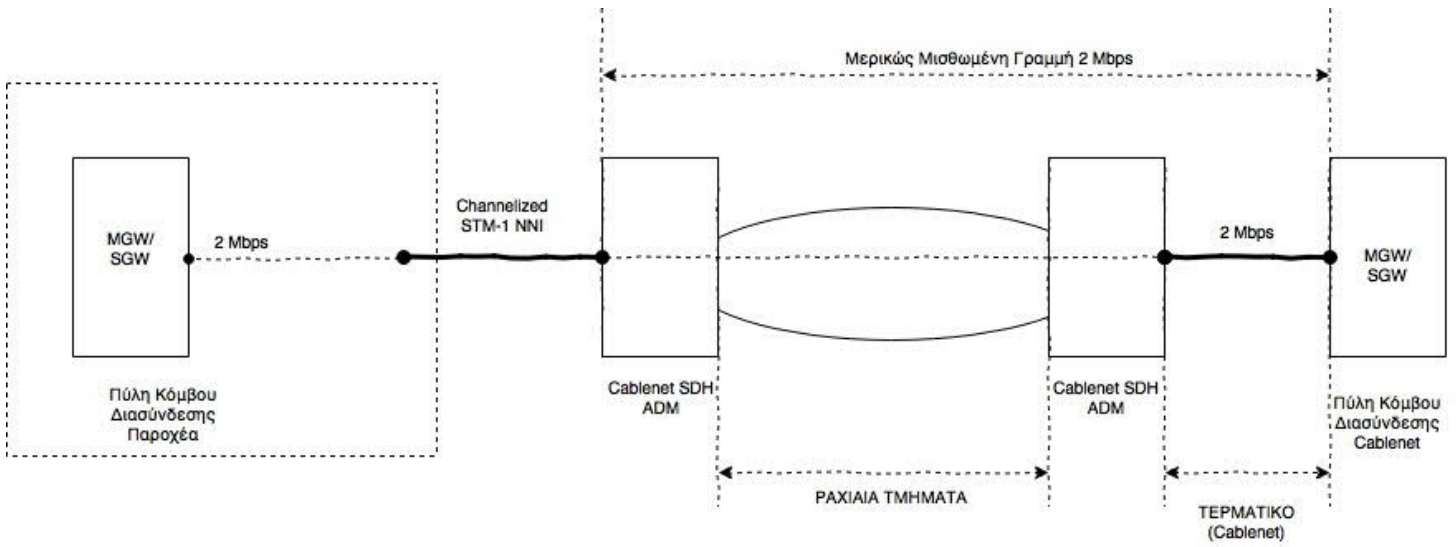 Μερικώς Μισθωμένη Γραμμή 2 Mbps
MGW/
SGW
2 Mbps
Channelized
STM-1 NNI
2 Mbps
MGW/
SGW
Πύλη Κόμβου
Διασύνδεσης
Παροχέα
Cablenet SDH
ADM
Cablenet SDH
ADM
Πύλη Κόμβου
Διασύνδεσης
Cablenet
ΡΑΧΙΑΙΑ ΤΜΗΜΑΤΑ
ΤΕΡΜΑΤΙΚΟ
(Cablenet)